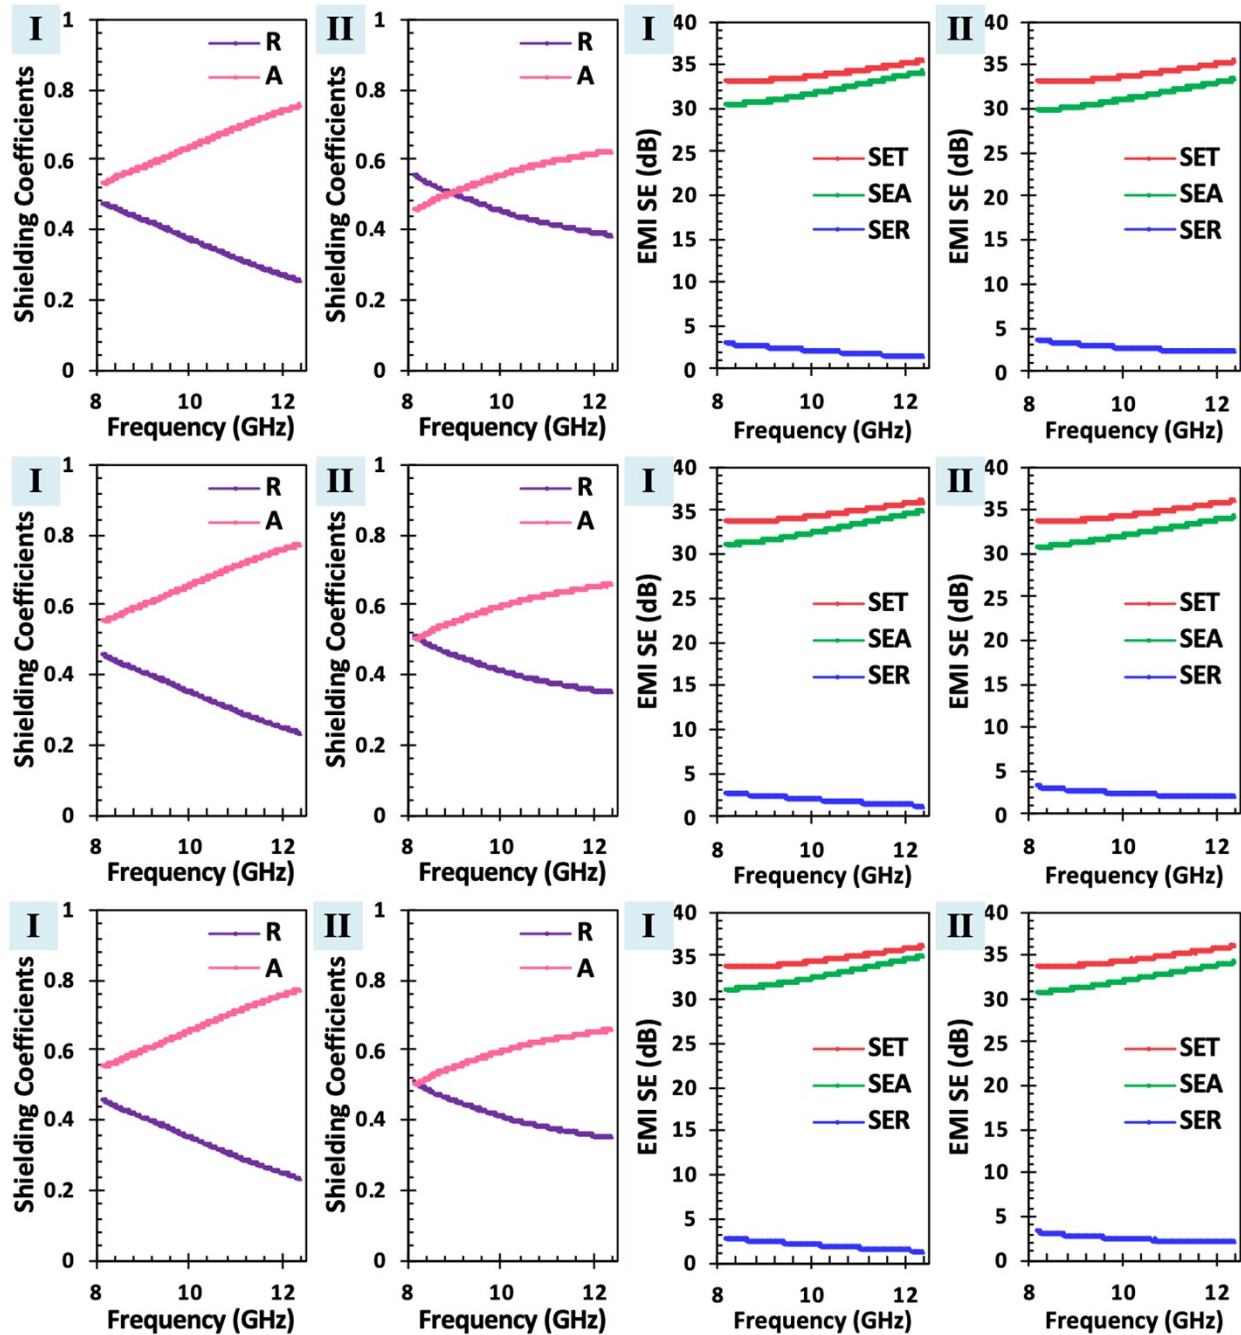 I
Shielding Coefficients
1
0.8
0.6
0.4
0.2
0
R
A
8
10
12
Frequency (GHz)
II
Shielding Coefficients
1
0.8
0.6
0.4
0.2
0
R
A
8
10
12
Frequency (GHz)
I
EMI SE (dB)
40
35
30
25
20
15
10
5
0
SET
SEA
SER
8
10
12
Frequency (GHz)
II
EMI SE (dB)
40
35
30
25
20
15
10
5
0
SET
SEA
SER
8
10
12
Frequency (GHz)
I
Shielding Coefficients
1
0.8
0.6
0.4
0.2
0
R
A
8
10
12
Frequency (GHz)
II
Shielding Coefficients
1
0.8
0.6
0.4
0.2
0
R
A
8
10
12
Frequency (GHz)
I
EMI SE (dB)
40
35
30
25
20
15
10
5
0
SET
SEA
SER
8
10
12
Frequency (GHz)
II
EMI SE (dB)
40
35
30
25
20
15
10
5
0
SET
SEA
SER
8
10
12
Frequency (GHz)
I
Shielding Coefficients
1
0.8
0.6
0.4
0.2
0
R
A
8
10
12
Frequency (GHz)
II
Shielding Coefficients
1
0.8
0.6
0.4
0.2
0
R
A
8
10
12
Frequency (GHz)
I
EMI SE (dB)
40
35
30
25
20
15
10
5
0
SET
SEA
SER
8
10
12
Frequency (GHz)
II
EMI SE (dB)
40
35
30
25
20
15
10
5
0
SET
SEA
SER
8
10
12
Frequency (GHz)